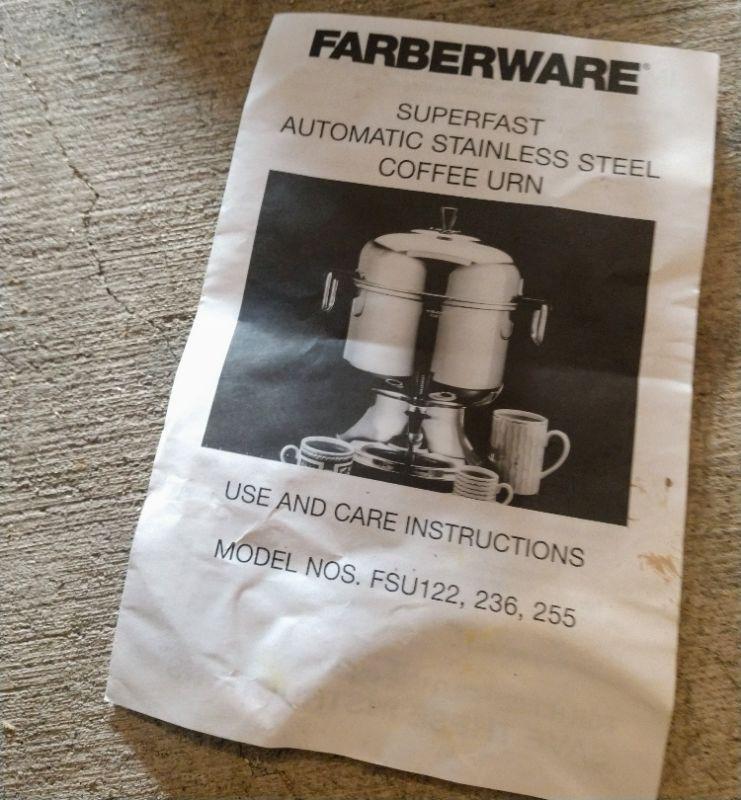 FARBERWARE®
SUPERFAST
AUTOMATIC STAINLESS STEEL
COFFEE URN
USE AND CARE INSTRUCTIONS
MODEL NOS. FSU122, 236, 255